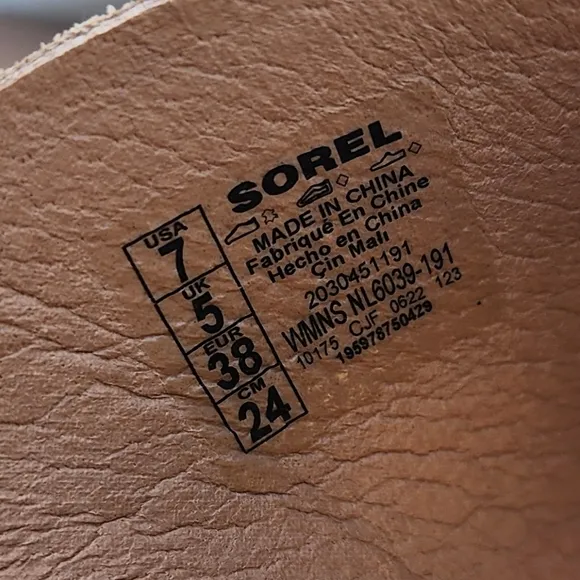 SOREL
MADE IN CHINA
Fabriqué En Chine
Hecho en China
Çin Mali
2030451191
WMNS NL6039-191
10175 CJF 0622 123
195978750429
USA
7
UK
5
EUR
38
CM
24